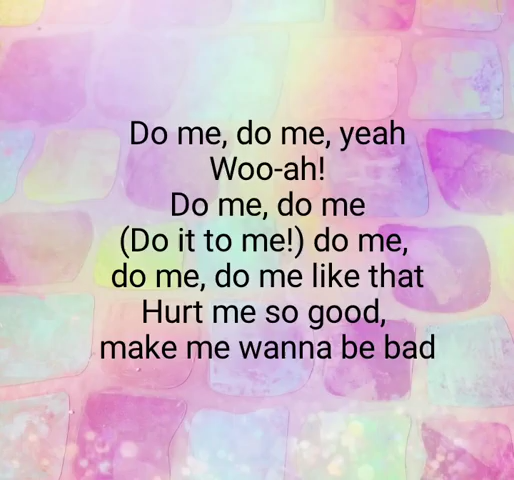 Do me, do me, yeah
Woo-ah!
Do me, do me
(Do it to me!) do me,
do me, do me like that
Hurt me so good,
make me wanna be bad